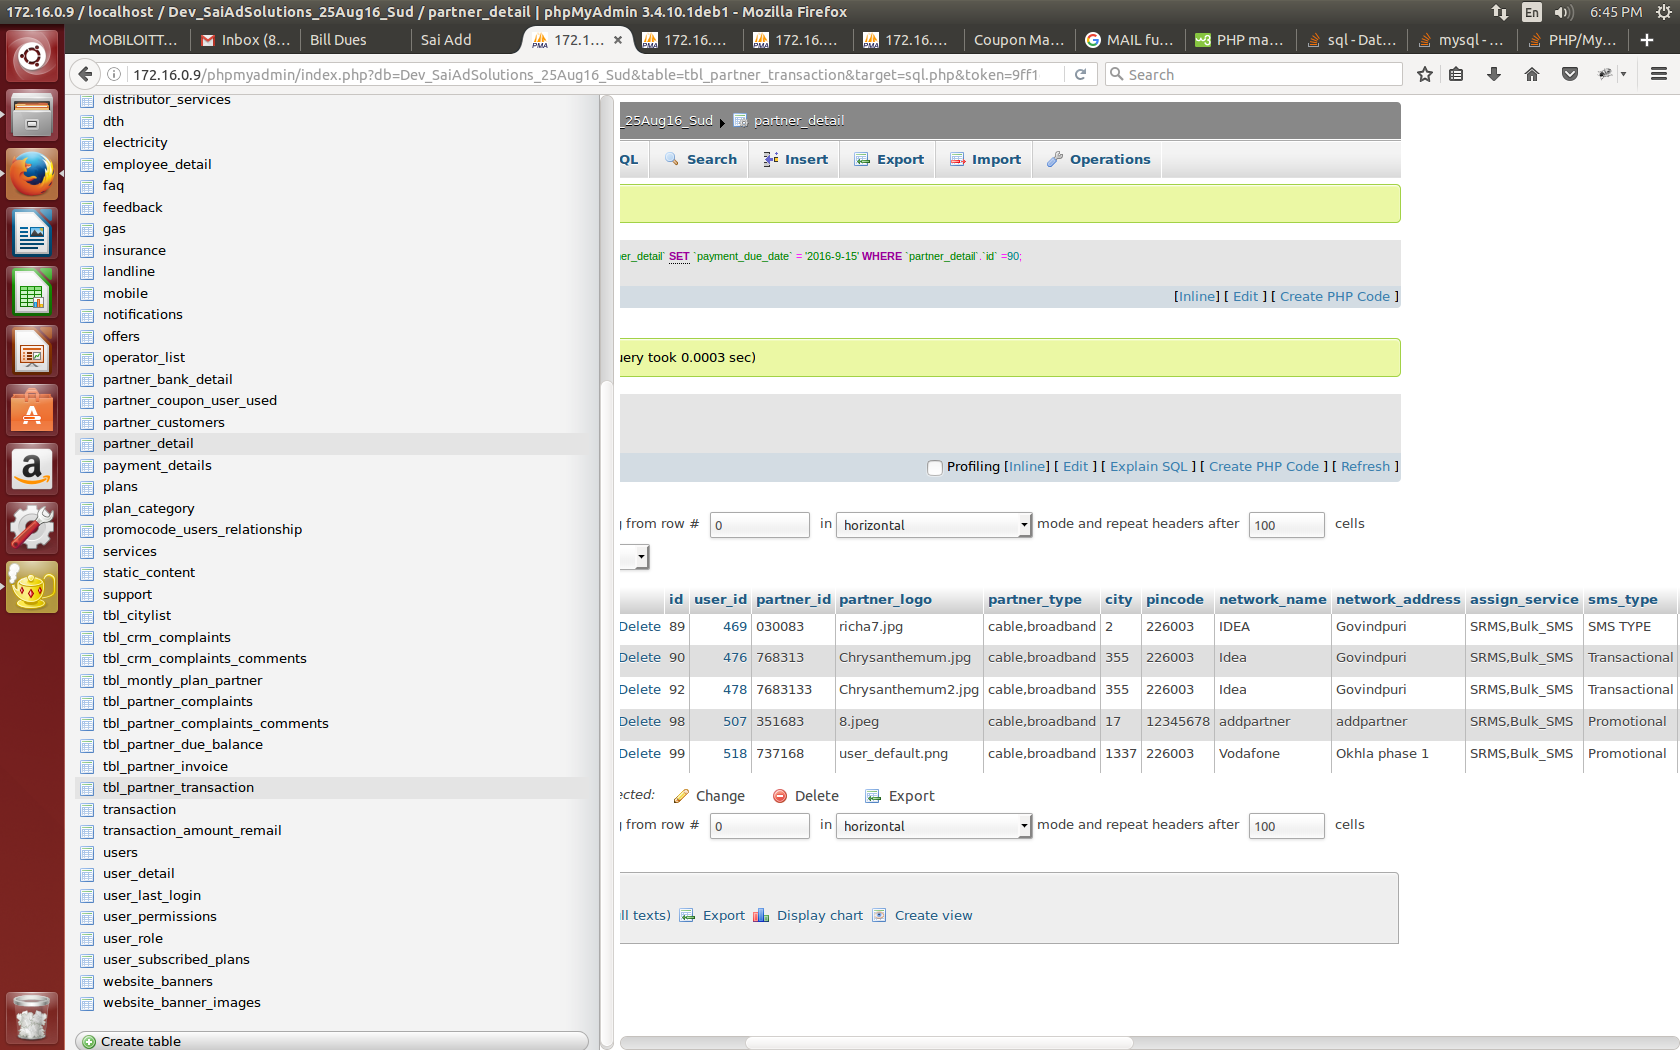 172.16.0.9 / localhost / Dev_SaiAdSolutions_25Aug16_Sud / partner_detail | phpMyAdmin 3.4.10.1deb1 - Mozilla Firefox
En 6:45 PM
MOBILOITT... Inbox (8... Bill Dues Sai Add 172.1... 172.16.... 172.16.... 172.16.... Coupon Ma... MAIL fu... PHP ma... sql - Dat... mysql - ... PHP/My...
172.16.0.9/phpmyadmin/index.php?db=Dev_SaiAdSolutions_25Aug16_Sud&table=tbl_partner_transaction&target=sql.php&token=9ff1 Search
distributor_services
dth
electricity
employee_detail
faq
feedback
gas
insurance
landline
mobile
notifications
offers
operator_list
partner_bank_detail
partner_coupon_user_used
partner_customers
partner_detail
payment_details
plans
plan_category
promocode_users_relationship
services
static_content
support
tbl_citylist
tbl_crm_complaints
tbl_crm_complaints_comments
tbl_montly_plan_partner
tbl_partner_complaints
tbl_partner_complaints_comments
tbl_partner_due_balance
tbl_partner_invoice
tbl_partner_transaction
transaction
transaction_amount_remail
users
user_detail
user_last_login
user_permissions
user_role
user_subscribed_plans
website_banners
website_banner_images
Create table
_25Aug16_Sud partner_detail
QL Search Insert Export Import Operations
er_detail` SET `payment_due_date` = '2016-9-15' WHERE `partner_detail`.`id` =90;
[Inline] [ Edit ] [ Create PHP Code ]
uery took 0.0003 sec)
Profiling [Inline] [ Edit ] [ Explain SQL ] [ Create PHP Code ] [ Refresh ]
g from row # 0 in horizontal mode and repeat headers after 100 cells
id user_id partner_id partner_logo partner_type city pincode network_name network_address assign_service sms_type
Delete 89 469 030083 richa7.jpg cable,broadband 2 226003 IDEA Govindpuri SRMS,Bulk_SMS SMS TYPE
Delete 90 476 768313 Chrysanthemum.jpg cable,broadband 355 226003 Idea Govindpuri SRMS,Bulk_SMS Transactional
Delete 92 478 7683133 Chrysanthemum2.jpg cable,broadband 355 226003 Idea Govindpuri SRMS,Bulk_SMS Transactional
Delete 98 507 351683 8.jpeg cable,broadband 17 12345678 addpartner addpartner SRMS,Bulk_SMS Promotional
Delete 99 518 737168 user_default.png cable,broadband 1337 226003 Vodafone Okhla phase 1 SRMS,Bulk_SMS Promotional
ected: Change Delete Export
g from row # 0 in horizontal mode and repeat headers after 100 cells
ll texts) Export Display chart Create view